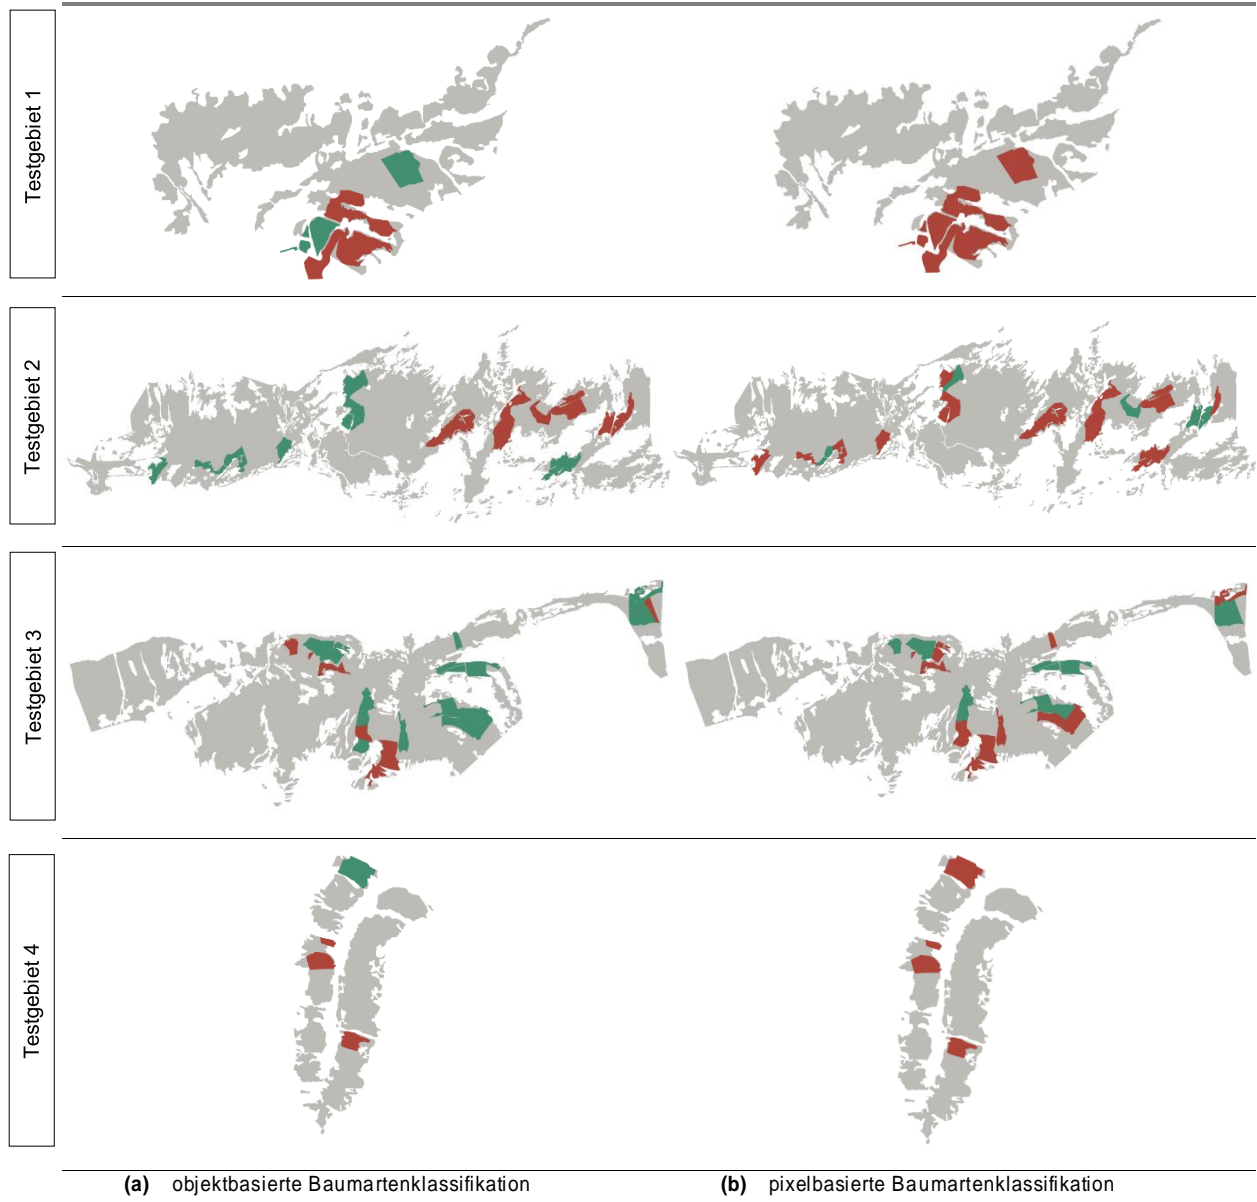 Testgebiet 1
Testgebiet 2
Testgebiet 3
Testgebiet 4
(a) objektbasierte Baumartenklassifikation
(b) pixelbasierte Baumartenklassifikation